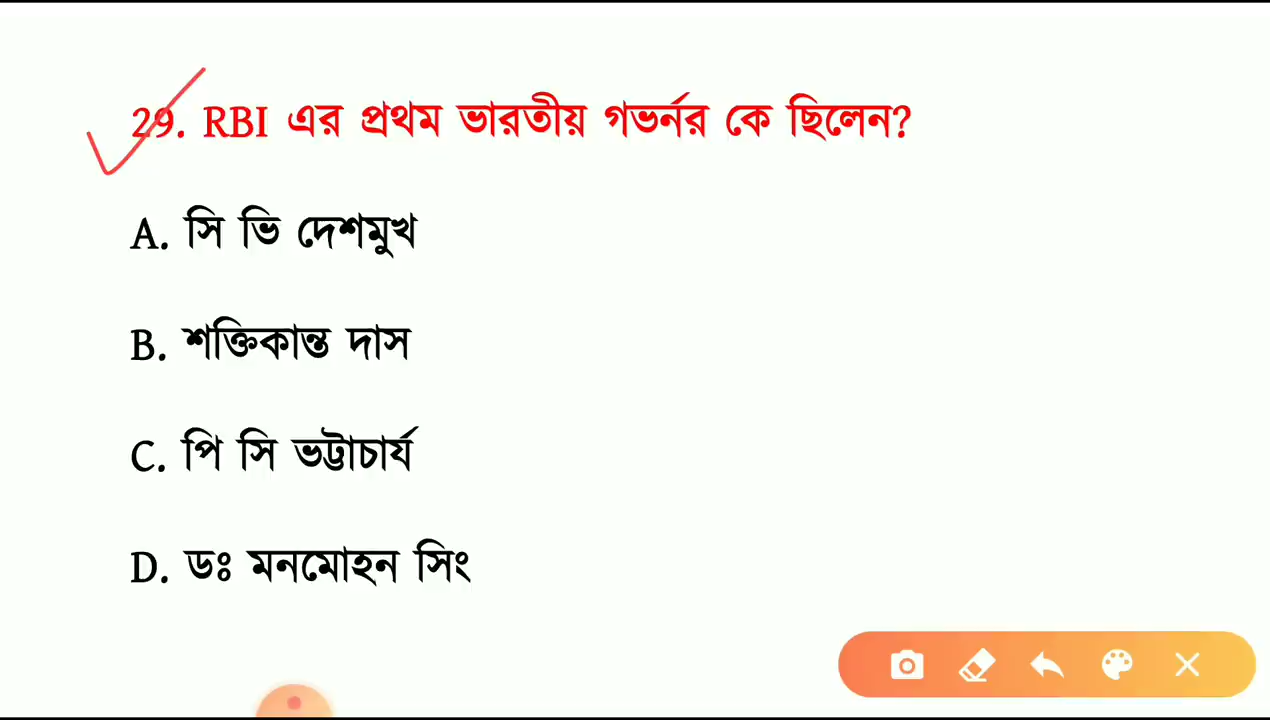 29. RBI এর প্রথম ভারতীয় গভর্নর কে ছিলেন?
A. সি ভি দেশমুখ
B. শক্তিকান্ত দাস
C. পি সি ভট্টাচার্য
D. ডঃ মনমোহন সিং